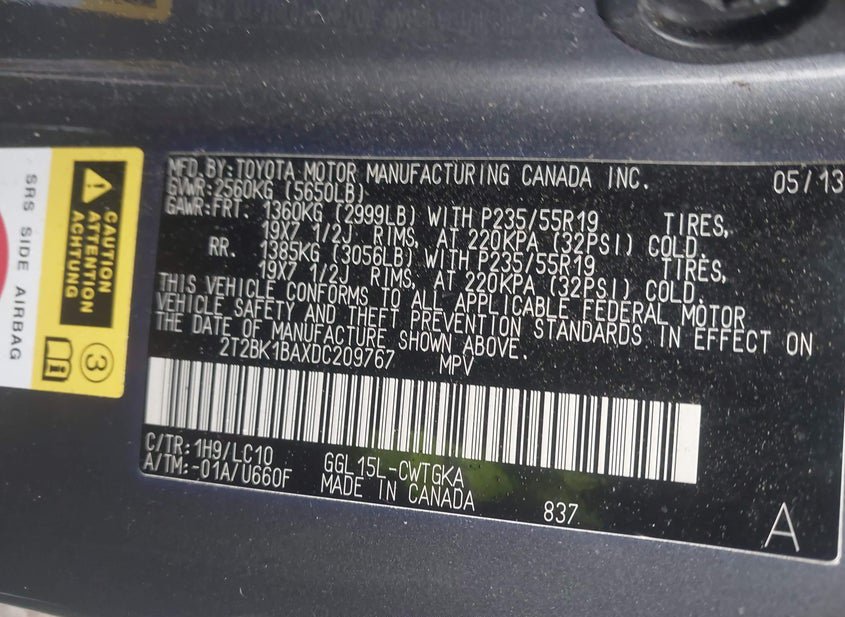 SRS SIDE AIRBAG
CAUTION
ATTENTION
ACHTUNG
3
MFD.BY:TOYOTA MOTOR MANUFACTURING CANADA INC. 05/13
GVWR:2560KG (5650LB)
GAWR:FRT. 1360KG (2999LB) WITH P235/55R19 TIRES,
19X7 1/2J RIMS, AT 220KPA (32PSI) COLD.
RR. 1385KG (3056LB) WITH P235/55R19 TIRES,
19X7 1/2J RIMS, AT 220KPA (32PSI) COLD.
THIS VEHICLE CONFORMS TO ALL APPLICABLE FEDERAL MOTOR
VEHICLE SAFETY AND THEFT PREVENTION STANDARDS IN EFFECT ON
THE DATE OF MANUFACTURE SHOWN ABOVE.
2T2BK1BAXDC209767 MPV
C/TR:1H9/LC10
A/TM:-01A/U660F
GGL15L-CWTGKA
MADE IN CANADA
837
A